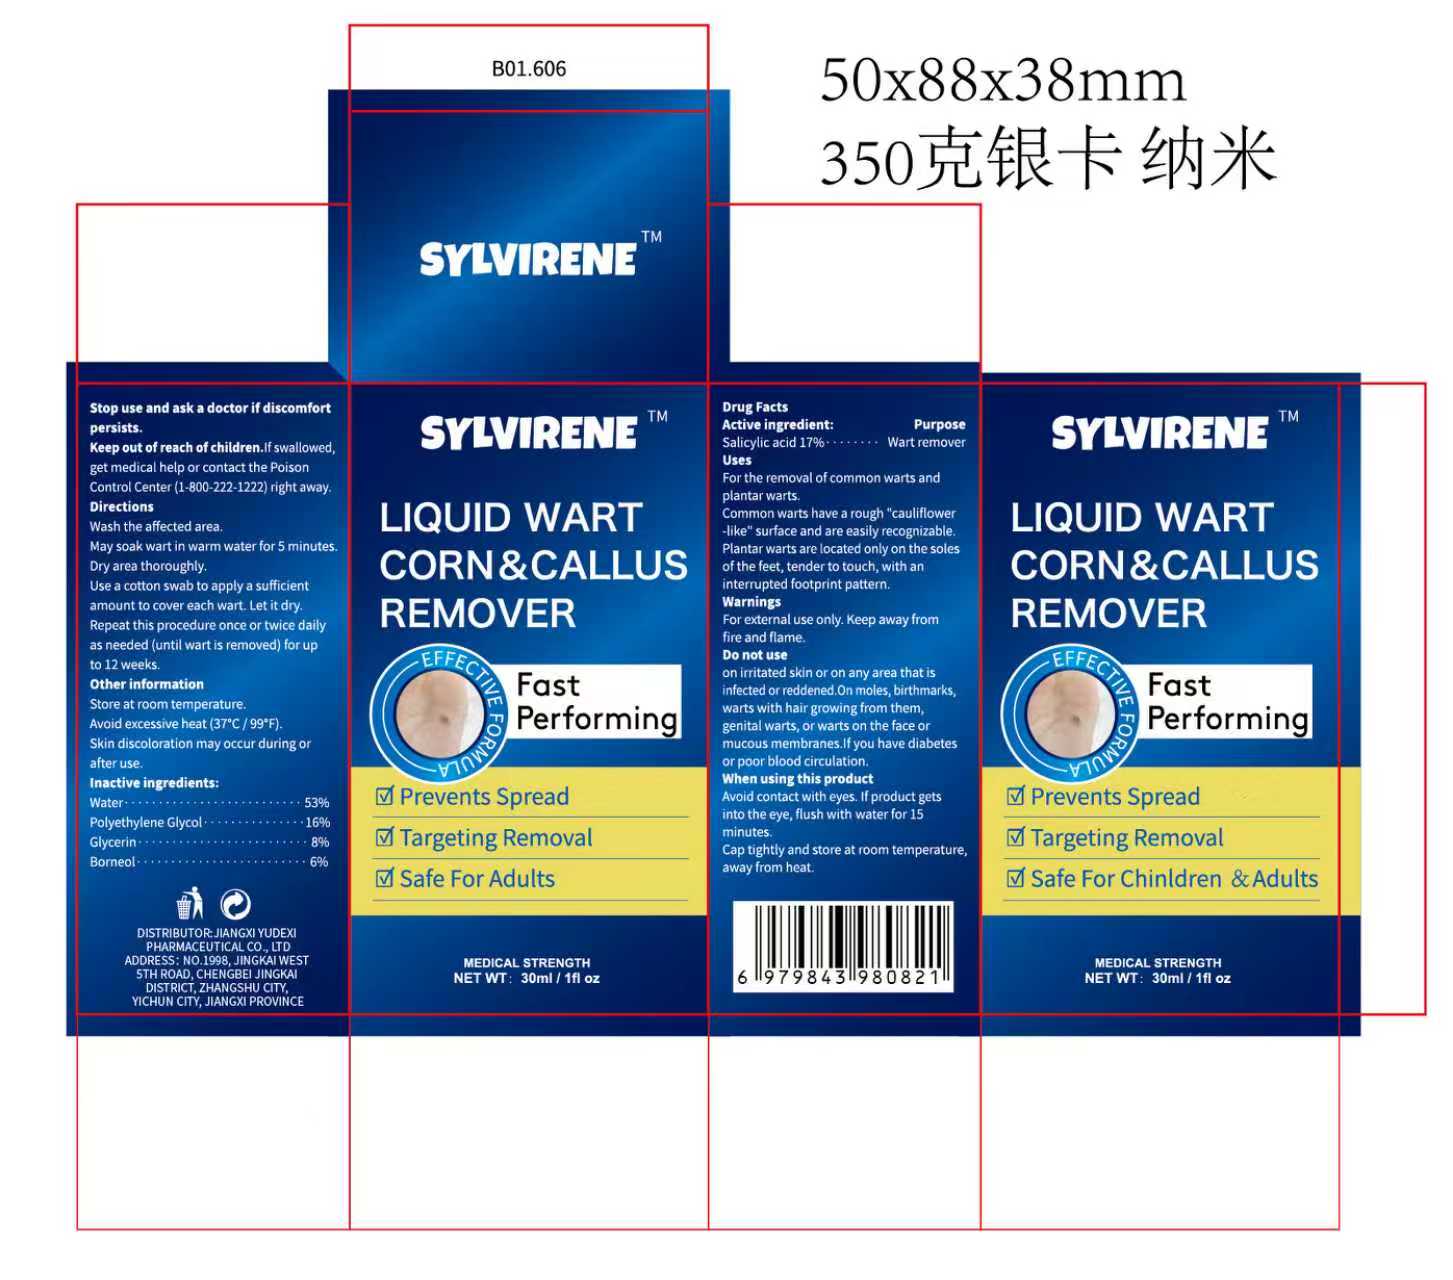 B01.606
50x88x38mm
350克银卡 纳米
SYLVIRENE TM
Stop use and ask a doctor if discomfort
persists.
Keep out of reach of children.If swallowed,
get medical help or contact the Poison
Control Center (1-800-222-1222) right away.
Directions
Wash the affected area.
May soak wart in warm water for 5 minutes.
Dry area thoroughly.
Use a cotton swab to apply a sufficient
amount to cover each wart. Let it dry.
Repeat this procedure once or twice daily
as needed (until wart is removed) for up
to 12 weeks.
Other information
Store at room temperature.
Avoid excessive heat (37°C / 99°F).
Skin discoloration may occur during or
after use.
Inactive ingredients:
Water·························· 53%
Polyethylene Glycol···············16%
Glycerin························· 8%
Borneol························· 6%
DISTRIBUTOR:JIANGXI YUDEXI
PHARMACEUTICAL CO., LTD
ADDRESS: NO.1998, JINGKAI WEST
5TH ROAD, CHENGBEI JINGKAI
DISTRICT, ZHANGSHU CITY,
YICHUN CITY, JIANGXI PROVINCE
SYLVIRENE TM
LIQUID WART
CORN&CALLUS
REMOVER
EFFECTIVE FORMULA
Fast
Performing
☑ Prevents Spread
☑ Targeting Removal
☑ Safe For Adults
MEDICAL STRENGTH
NET WT: 30ml / 1fl oz
Drug Facts
Active ingredient: Purpose
Salicylic acid 17%········ Wart remover
Uses
For the removal of common warts and
plantar warts.
Common warts have a rough "cauliflower
-like" surface and are easily recognizable.
Plantar warts are located only on the soles
of the feet, tender to touch, with an
interrupted footprint pattern.
Warnings
For external use only. Keep away from
fire and flame.
Do not use
on irritated skin or on any area that is
infected or reddened.On moles, birthmarks,
warts with hair growing from them,
genital warts, or warts on the face or
mucous membranes.If you have diabetes
or poor blood circulation.
When using this product
Avoid contact with eyes. If product gets
into the eye, flush with water for 15
minutes.
Cap tightly and store at room temperature,
away from heat.
6 979843 980821
SYLVIRENE TM
LIQUID WART
CORN&CALLUS
REMOVER
EFFECTIVE FORMULA
Fast
Performing
☑ Prevents Spread
☑ Targeting Removal
☑ Safe For Chinldren &Adults
MEDICAL STRENGTH
NET WT: 30ml / 1fl oz